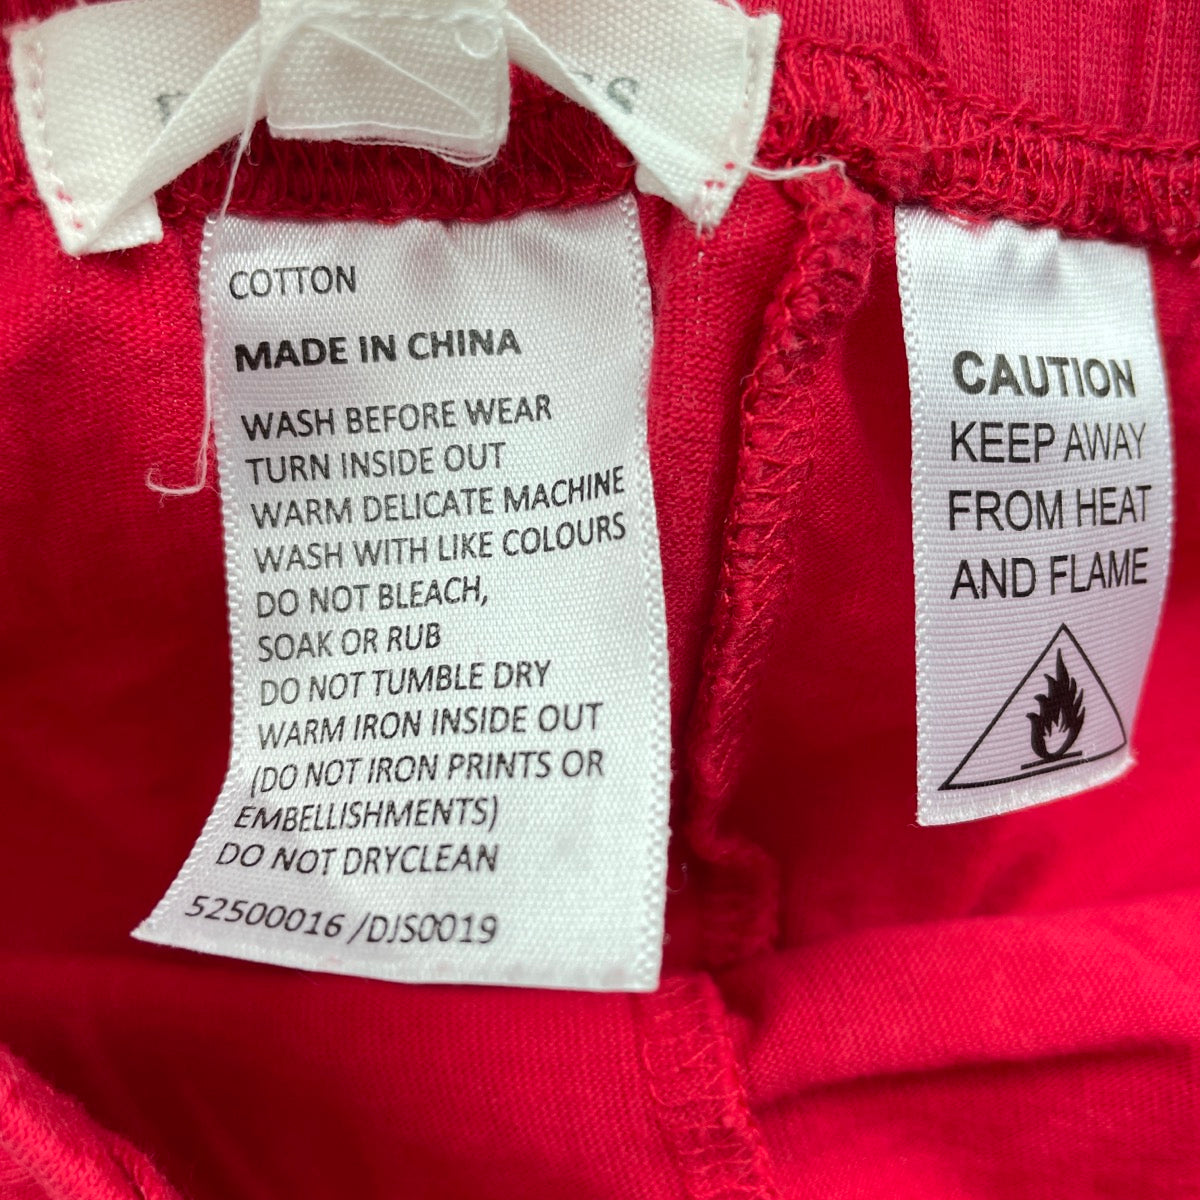 COTTON
MADE IN CHINA
WASH BEFORE WEAR
TURN INSIDE OUT
WARM DELICATE MACHINE
WASH WITH LIKE COLOURS
DO NOT BLEACH,
SOAK OR RUB
DO NOT TUMBLE DRY
WARM IRON INSIDE OUT
(DO NOT IRON PRINTS OR
EMBELLISHMENTS)
DO NOT DRYCLEAN
52500016 /DJS0019
CAUTION
KEEP AWAY
FROM HEAT
AND FLAME